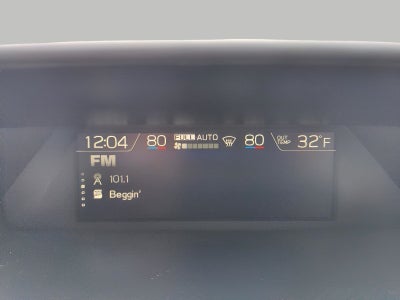 12:04 80 FULL AUTO 80 OUT TEMP 32°F
FM
101.1
Beggin'